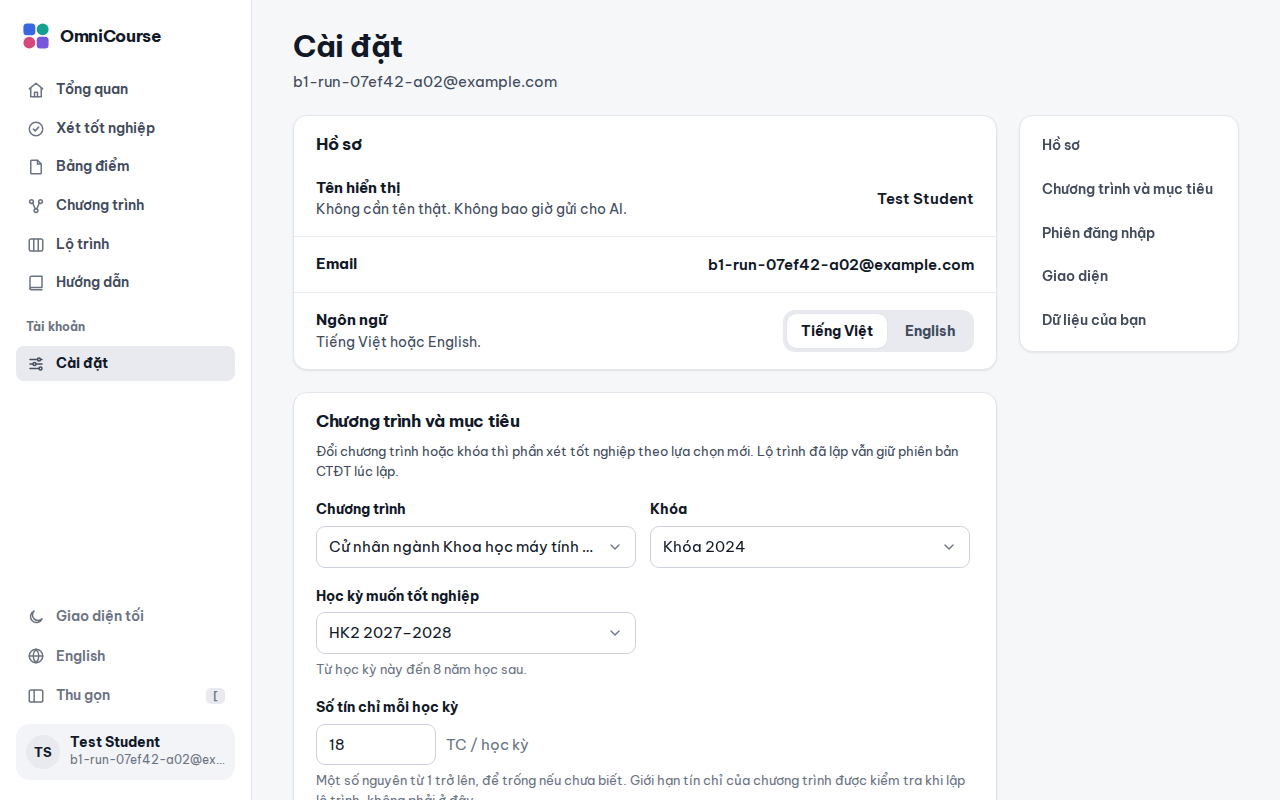 OmniCourse
Tổng quan
Xét tốt nghiệp
Bảng điểm
Chương trình
Lộ trình
Hướng dẫn
Tài khoản
Cài đặt
Giao diện tối
English
Thu gọn
[
TS
Test Student
b1-run-07ef42-a02@ex...
Cài đặt
b1-run-07ef42-a02@example.com
Hồ sơ
Tên hiển thị
Không cần tên thật. Không bao giờ gửi cho AI.
Test Student
Email
b1-run-07ef42-a02@example.com
Ngôn ngữ
Tiếng Việt hoặc English.
Tiếng Việt
English
Chương trình và mục tiêu
Đổi chương trình hoặc khóa thì phần xét tốt nghiệp theo lựa chọn mới. Lộ trình đã lập vẫn giữ phiên bản
CTĐT lúc lập.
Chương trình
Khóa
Cử nhân ngành Khoa học máy tính ...
Khóa 2024
Học kỳ muốn tốt nghiệp
HK2 2027-2028
Từ học kỳ này đến 8 năm học sau.
Số tín chỉ mỗi học kỳ
18
TC / học kỳ
Một số nguyên từ 1 trở lên, để trống nếu chưa biết. Giới hạn tín chỉ của chương trình được kiểm tra khi lập
lộ trình, không phải ở đây.
Hồ sơ
Chương trình và mục tiêu
Phiên đăng nhập
Giao diện
Dữ liệu của bạn